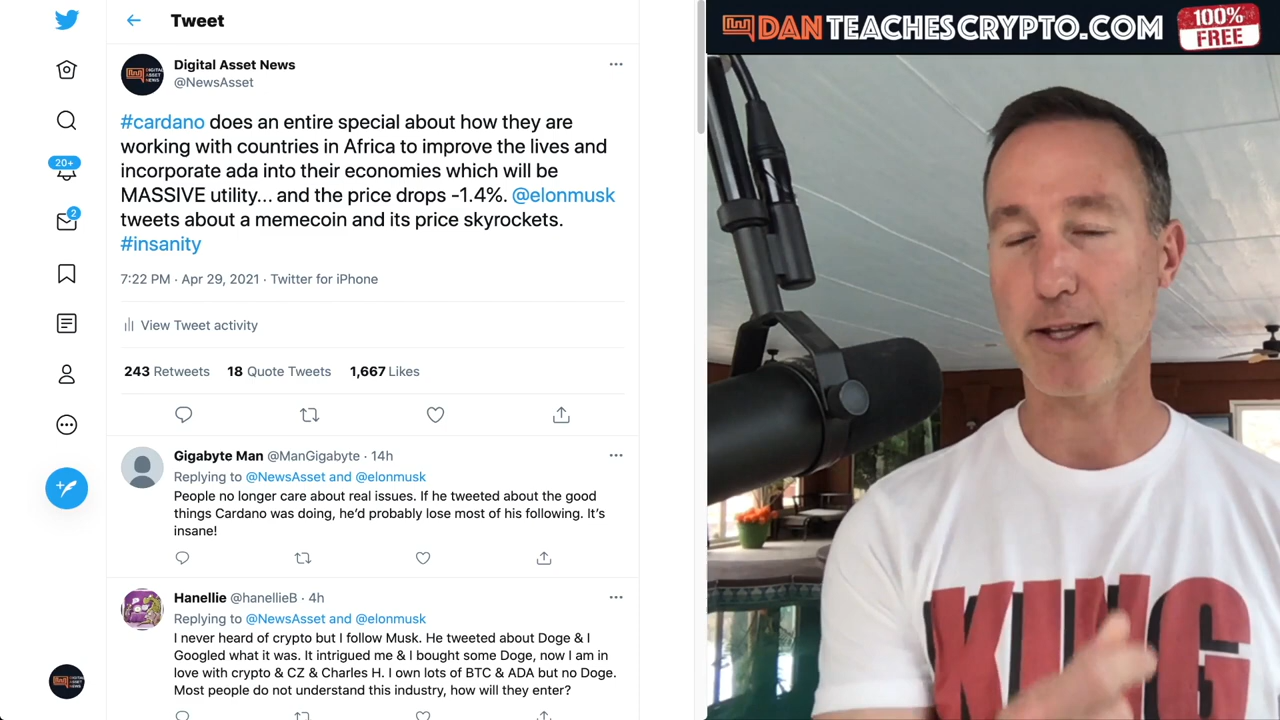 Tweet
Digital Asset News
@NewsAsset
#cardano does an entire special about how they are
working with countries in Africa to improve the lives and
incorporate ada into their economies which will be
MASSIVE utility... and the price drops -1.4%. @elonmusk
tweets about a memecoin and its price skyrockets.
#insanity
7:22 PM · Apr 29, 2021 · Twitter for iPhone
View Tweet activity
243 Retweets 18 Quote Tweets 1,667 Likes
Gigabyte Man @ManGigabyte · 14h
Replying to @NewsAsset and @elonmusk
People no longer care about real issues. If he tweeted about the good
things Cardano was doing, he'd probably lose most of his following. It's
insane!
Hanellie @hanellieB · 4h
Replying to @NewsAsset and @elonmusk
I never heard of crypto but I follow Musk. He tweeted about Doge & I
Googled what it was. It intrigued me & I bought some Doge, now I am in
love with crypto & CZ & Charles H. I own lots of BTC & ADA but no Doge.
Most people do not understand this industry, how will they enter?
20+
2
DANTEACHESCRYPTO.COM
100%
FREE
KING